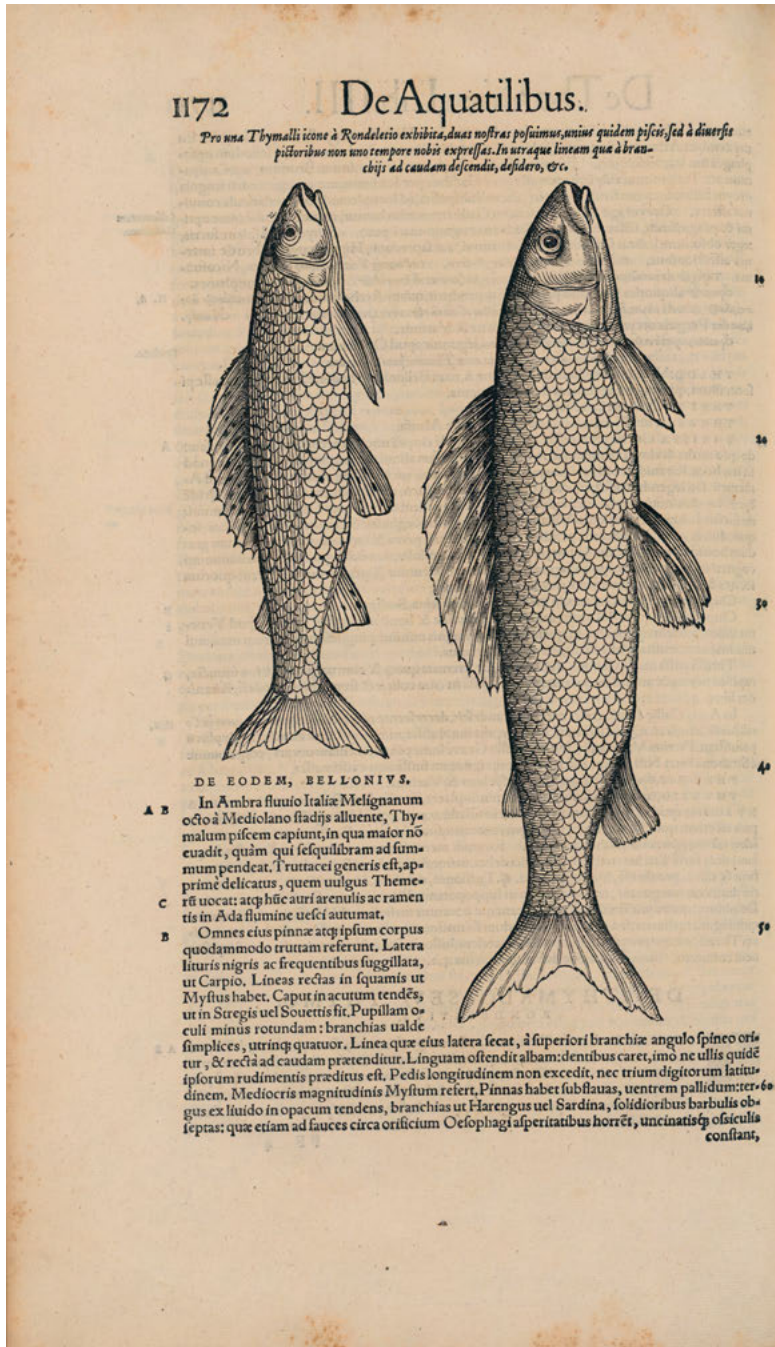 1172
De Aquatilibus.
Pro una Thymalli icone à Rondeletio exhibita, duas nostras posuimus, unius quidem piscis, sed à diuersis
pictoribus non uno tempore nobis expressas. In utraque lineam quæ à bran-
chijs ad caudam descendit, desidero, &c.
10
20
30
40
50
DE EODEM, BELLONIVS.
A B In Ambra fluuio Italiæ Melignanum
octo à Mediolano stadijs alluente, Thy-
malum piscem capiunt, in qua maior nõ
euadit, quàm qui sesquilibram ad sum-
mum pendeat. Truttacei generis est, ap-
primè delicatus, quem uulgus Theme-
C rũ uocat: atq; hũc auri arenulis ac ramen
tis in Ada flumine uesci autumat.
B Omnes eius pinnæ atq; ipsum corpus
quodammodo truttam referunt. Latera
lituris nigris ac frequentibus suggillata,
ut Carpio. Lineas rectas in squamis ut
Mystus habet. Caput in acutum tendẽs,
ut in Stregis uel Souettis fit. Pupillam o-
culi minus rotundam: branchias ualde
simplices, utrinq; quatuor. Linea quæ eius latera secat, à superiori branchiæ angulo spineo ori-
tur, & rectà ad caudam prætenditur. Linguam ostendit albam: dentibus caret, imò ne ullis quidẽ
ipsorum rudimentis præditus est. Pedis longitudinem non excedit, nec trium digitorum latitu-
dinem. Mediocris magnitudinis Mystum refert. Pinnas habet subflauas, uentrem pallidum: ter- 60
gus ex liuido in opacum tendens, branchias ut Harengus uel Sardina, solidioribus barbulis ob-
septas: quæ etiam ad fauces circa orificium Oesophagi asperitatibus horrẽt, uncinatisq; ossiculis
constant,